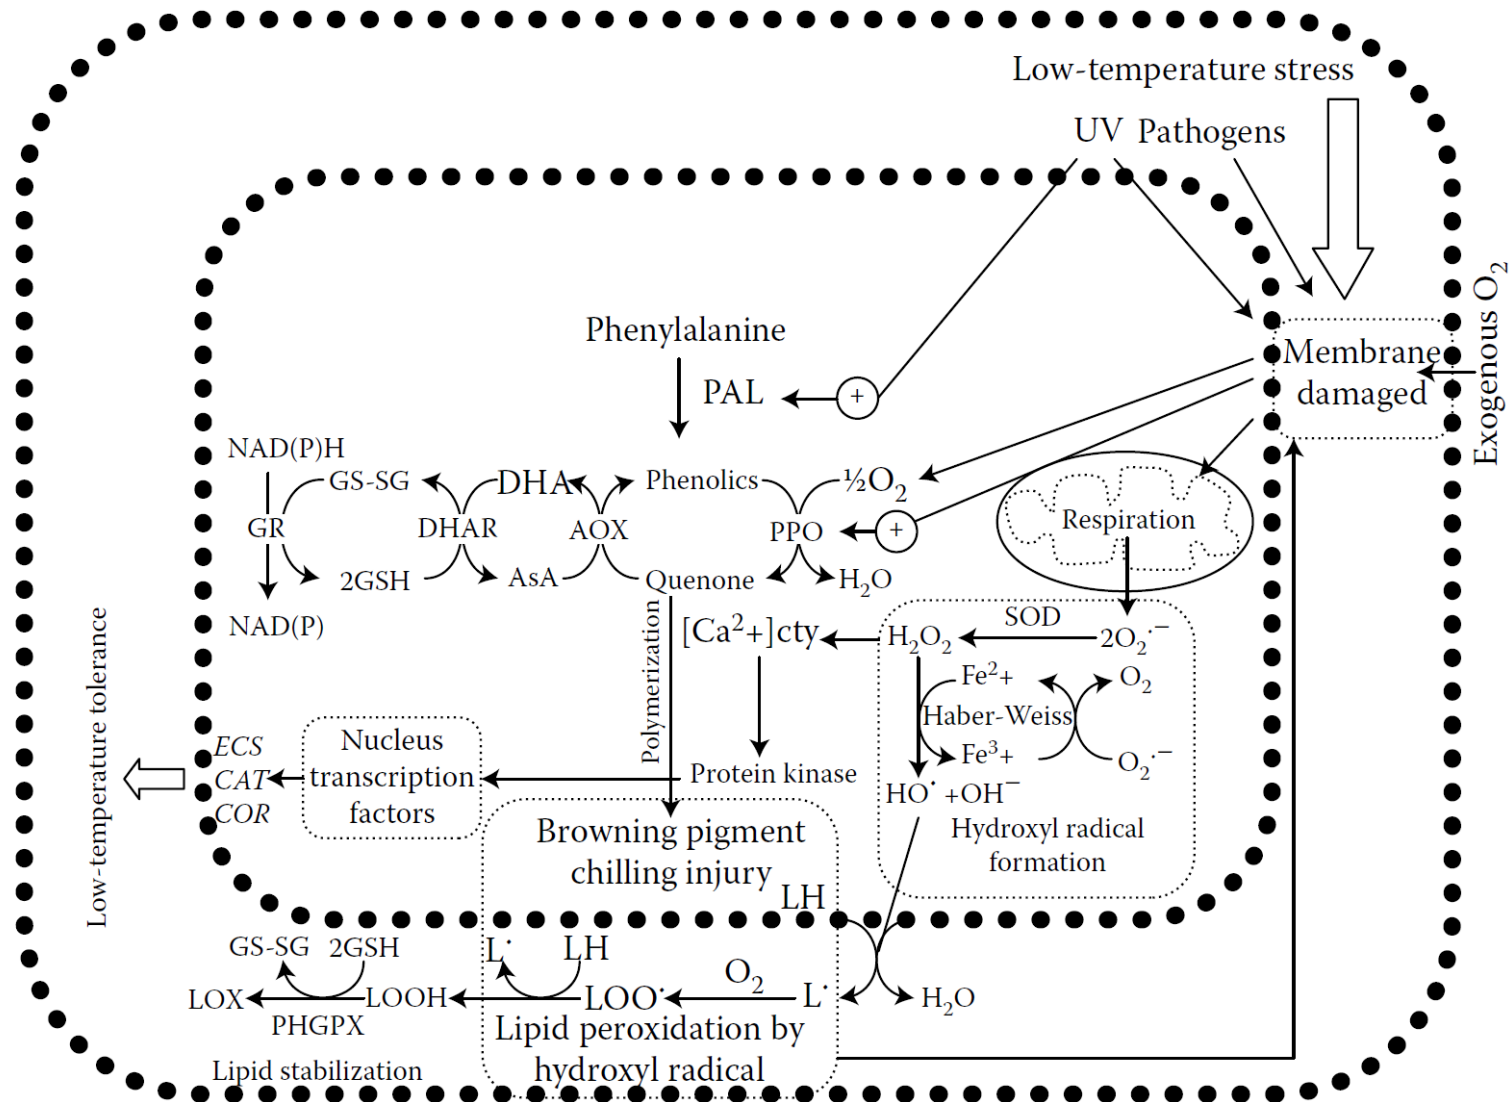 Low-temperature stress
UV Pathogens
Exogenous O₂
Membrane
damaged
Phenylalanine
PAL
+
NAD(P)H
GS-SG
DHA
Phenolics
½O₂
GR
DHAR
AOX
PPO
+
Respiration
2GSH
AsA
Quenone
H₂O
NAD(P)
Polymerization
[Ca²+]cty
H₂O₂
SOD
2O₂·⁻
Fe²+
O₂
Haber-Weiss
Fe³+
O₂·⁻
HO· +OH⁻
Hydroxyl radical
formation
Low-temperature tolerance
ECS
CAT
COR
Nucleus
transcription
factors
Protein kinase
Browning pigment
chilling injury
LH
GS-SG
2GSH
L·
LH
O₂
LOX
LOOH
LOO·
L·
H₂O
PHGPX
Lipid peroxidation by
hydroxyl radical
Lipid stabilization